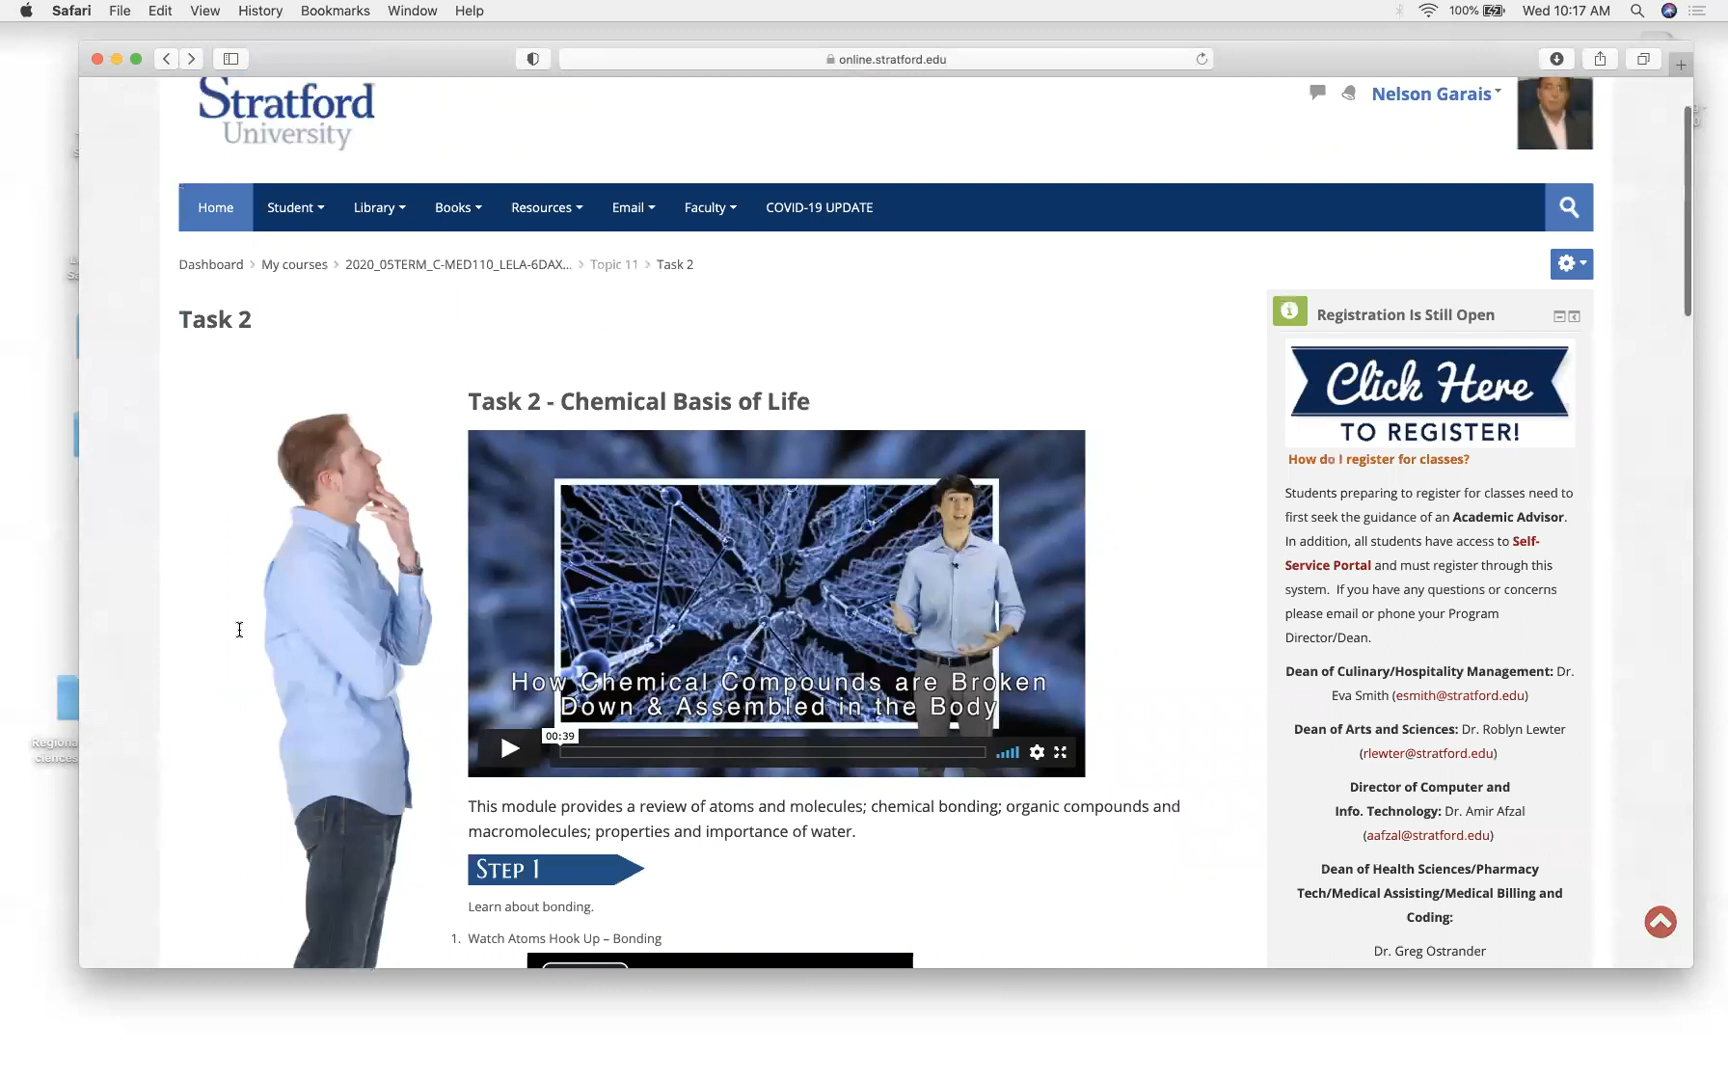 Safari File Edit View History Bookmarks Window Help 100% Wed 10:17 AM
online.stratford.edu
Stratford
University
Nelson Garais
Home Student Library Books Resources Email Faculty COVID-19 UPDATE
Dashboard My courses 2020_05TERM_C-MED110_LELA-6DAX... Topic 11 Task 2
Task 2
Task 2 - Chemical Basis of Life
How Chemical Compounds are Broken
Down & Assembled in the Body
00:39
This module provides a review of atoms and molecules; chemical bonding; organic compounds and
macromolecules; properties and importance of water.
STEP 1
Learn about bonding.
1. Watch Atoms Hook Up – Bonding
Registration Is Still Open
Click Here
TO REGISTER!
How do I register for classes?
Students preparing to register for classes need to
first seek the guidance of an Academic Advisor.
In addition, all students have access to Self-
Service Portal and must register through this
system. If you have any questions or concerns
please email or phone your Program
Director/Dean.
Dean of Culinary/Hospitality Management: Dr.
Eva Smith (esmith@stratford.edu)
Dean of Arts and Sciences: Dr. Roblyn Lewter
(rlewter@stratford.edu)
Director of Computer and
Info. Technology: Dr. Amir Afzal
(aafzal@stratford.edu)
Dean of Health Sciences/Pharmacy
Tech/Medical Assisting/Medical Billing and
Coding:
Dr. Greg Ostrander